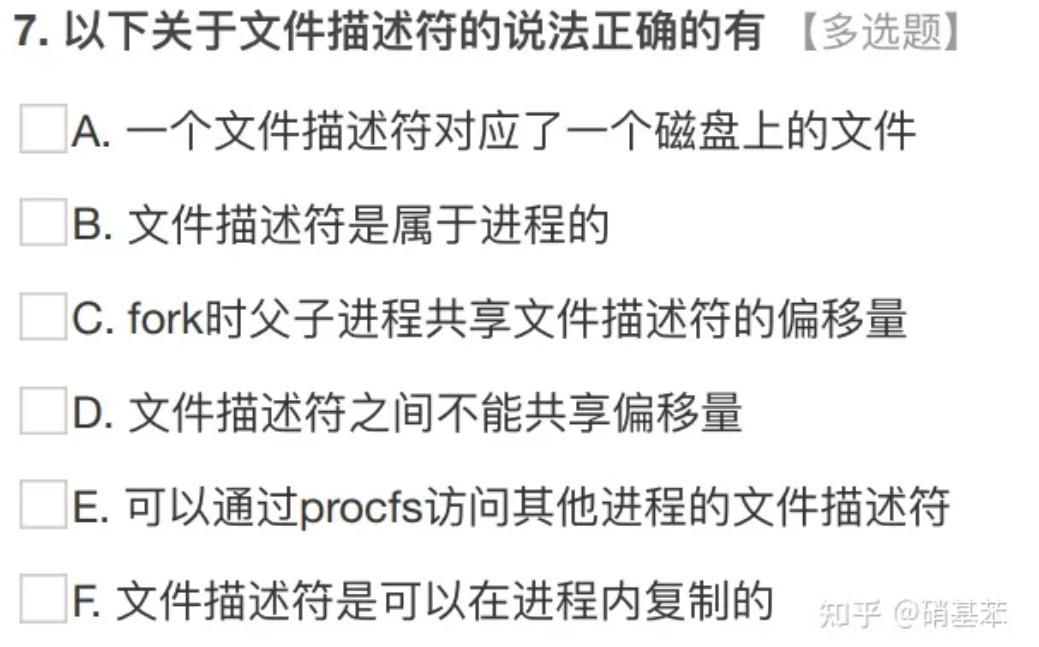 7. 以下关于文件描述符的说法正确的有 【多选题】
A. 一个文件描述符对应了一个磁盘上的文件
B. 文件描述符是属于进程的
C. fork时父子进程共享文件描述符的偏移量
D. 文件描述符之间不能共享偏移量
E. 可以通过procfs访问其他进程的文件描述符
F. 文件描述符是可以在进程内复制的
知乎 @硝基苯